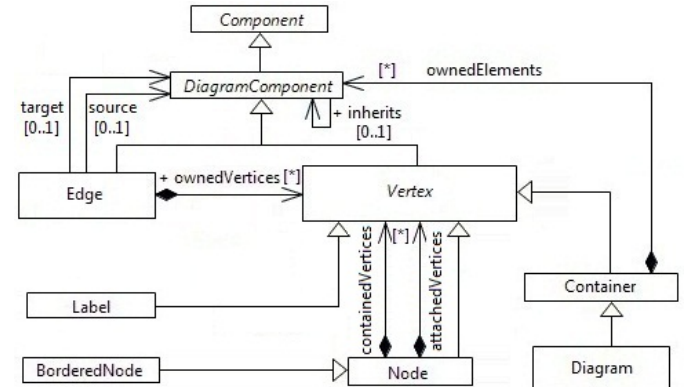 Component
[*] ownedElements
DiagramComponent
target
[0..1]
source
[0..1]
+ inherits
[0..1]
+ ownedVertices [*]
Edge
Vertex
containedVertices
[*]
attachedVertices
Container
Label
BorderedNode
Node
Diagram